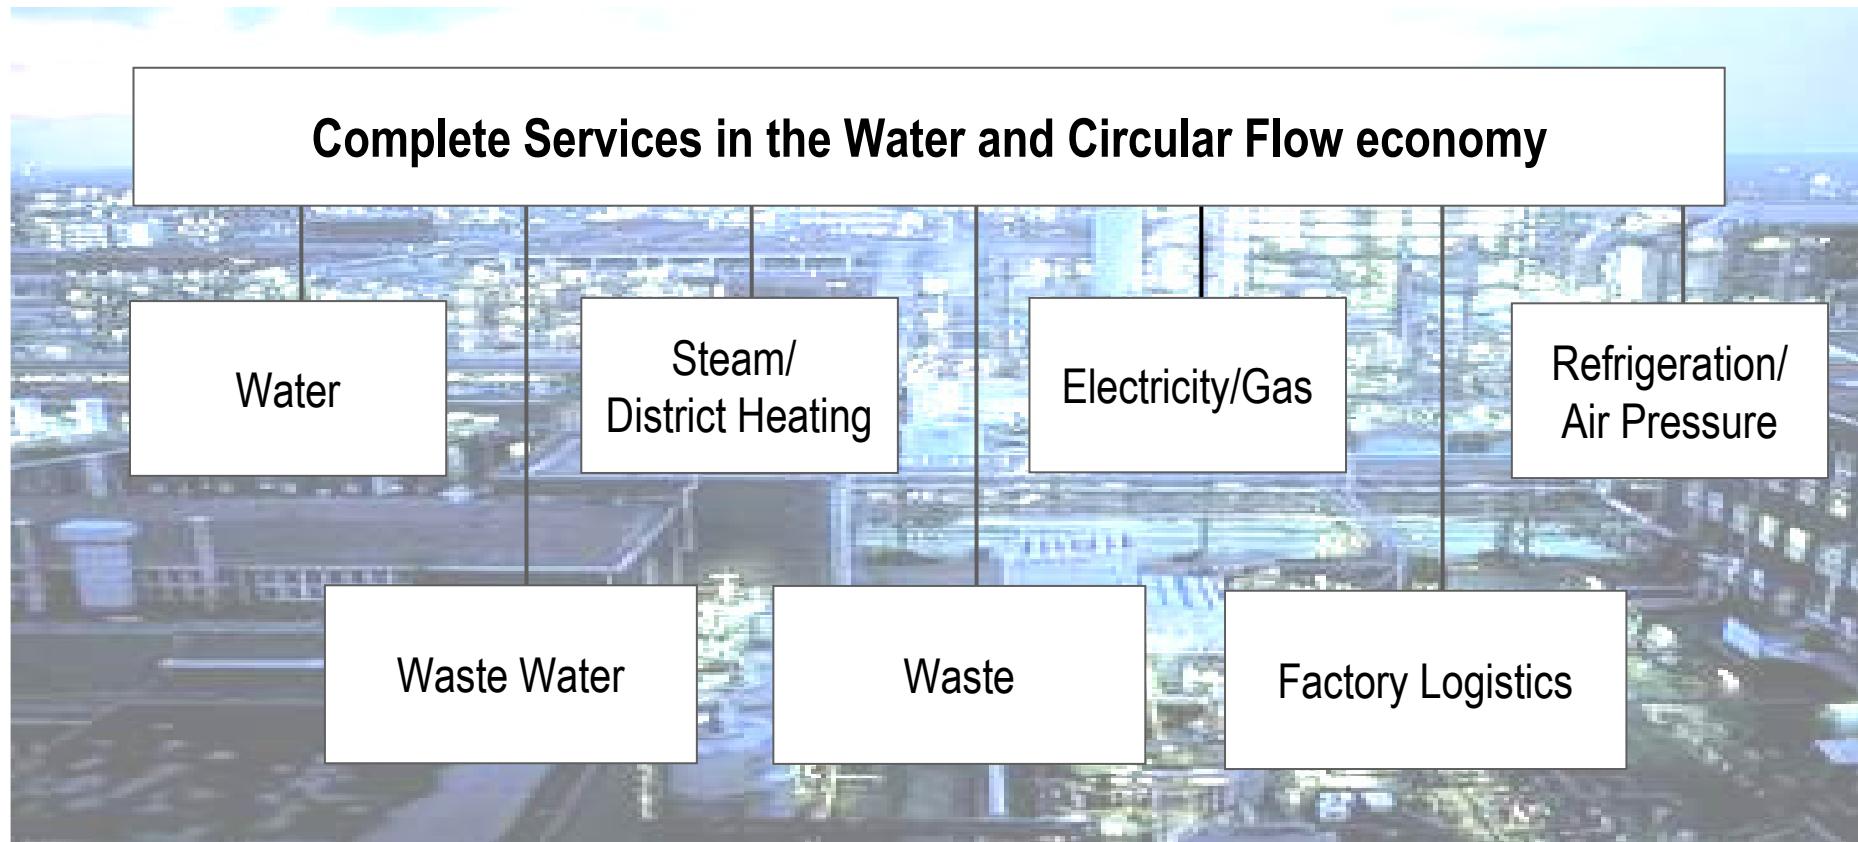 Complete Services in the Water and Circular Flow economy
Water
Steam/
District Heating
Electricity/Gas
Refrigeration/
Air Pressure
Waste Water
Waste
Factory Logistics